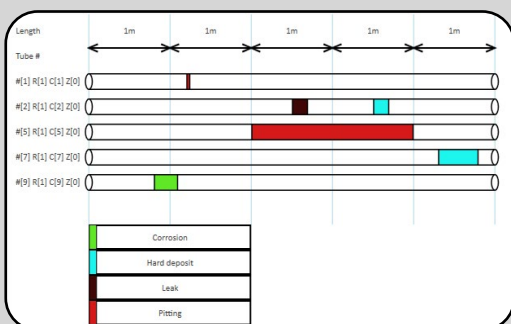 Length 1m 1m 1m 1m 1m
Tube #
#[1] R[1] C[1] Z[0]
#[2] R[1] C[2] Z[0]
#[5] R[1] C[5] Z[0]
#[7] R[1] C[7] Z[0]
#[9] R[1] C[9] Z[0]
Corrosion
Hard deposit
Leak
Pitting